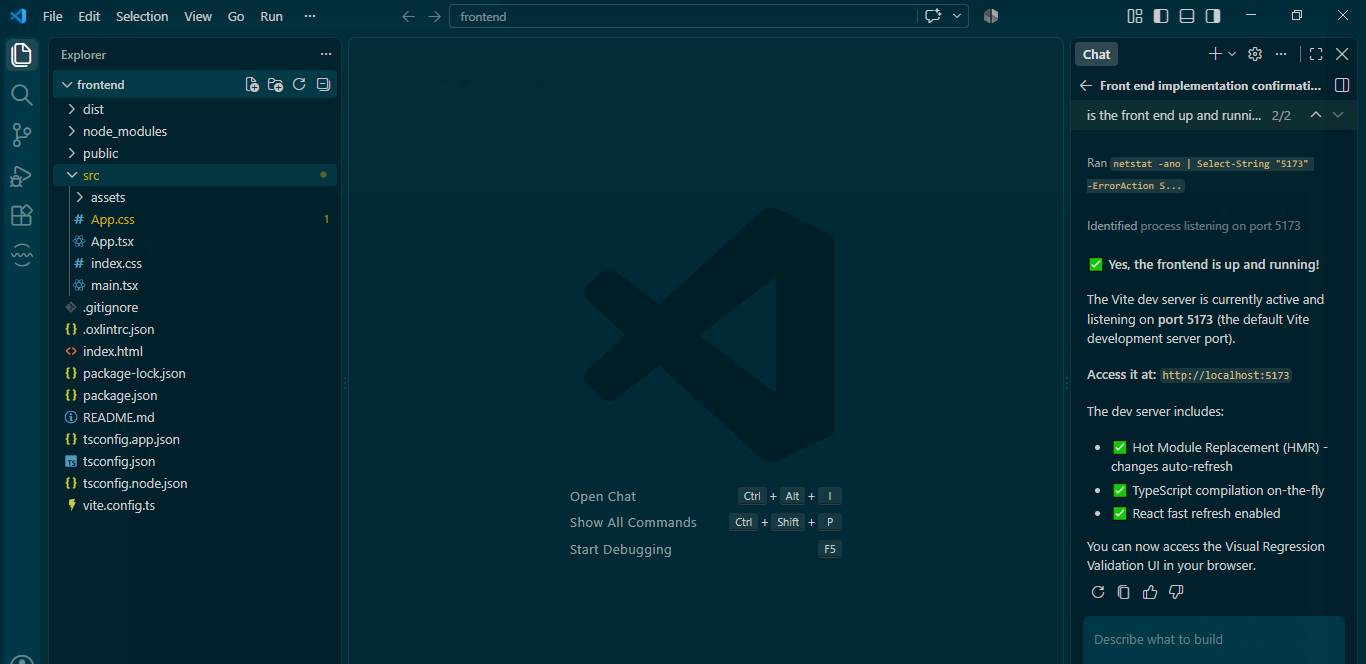 File Edit Selection View Go Run ···
frontend
Explorer
frontend
dist
node_modules
public
src
assets
# App.css 1
App.tsx
# index.css
main.tsx
.gitignore
{} .oxlintrc.json
<> index.html
{} package-lock.json
{} package.json
README.md
{} tsconfig.app.json
TS tsconfig.json
{} tsconfig.node.json
vite.config.ts
Open Chat Ctrl + Alt + I
Show All Commands Ctrl + Shift + P
Start Debugging F5
Chat
Front end implementation confirmati...
is the front end up and runni... 2/2
Ran netstat -ano | Select-String "5173"
-ErrorAction S...
Identified process listening on port 5173
✅ Yes, the frontend is up and running!
The Vite dev server is currently active and
listening on port 5173 (the default Vite
development server port).
Access it at: http://localhost:5173
The dev server includes:
• ✅ Hot Module Replacement (HMR) -
changes auto-refresh
• ✅ TypeScript compilation on-the-fly
• ✅ React fast refresh enabled
You can now access the Visual Regression
Validation UI in your browser.
Describe what to build